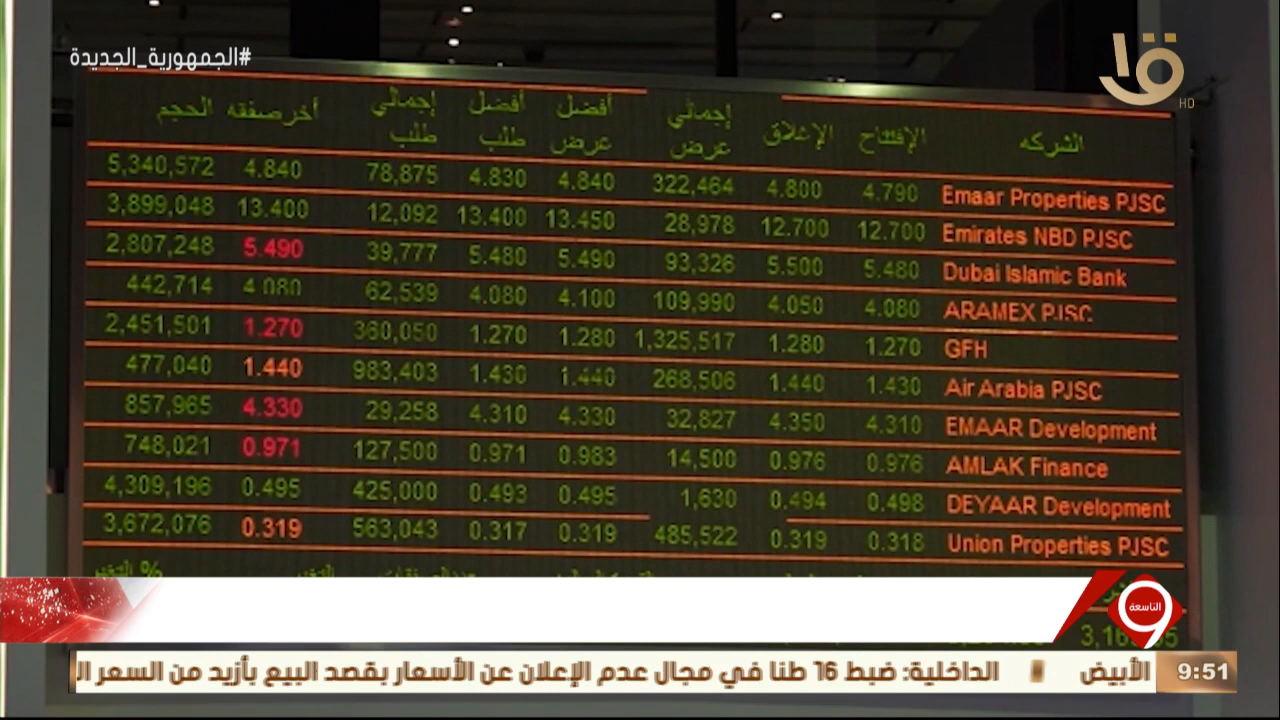 #الجمهورية_الجديدة
HD
الشركه الإفتتاح الإغلاق إجمالي عرض أفضل عرض أفضل طلب إجمالي طلب أخر صفقه الحجم
Emaar Properties PJSC 4.790 4.800 322,464 4.840 4.830 78,875 4.840 5,340,572
Emirates NBD PJSC 12.700 12.700 28,978 13.450 13.400 12,092 13.400 3,899,048
Dubai Islamic Bank 5.480 5.500 93,326 5.490 5.480 39,777 5.490 2,807,248
ARAMEX PJSC 4.080 4.050 109,990 4.100 4.080 62,539 4.080 442,714
GFH 1.270 1.280 1,325,517 1.280 1.270 360,050 1.270 2,451,501
Air Arabia PJSC 1.430 1.440 268,506 1.440 1.430 983,403 1.440 477,040
EMAAR Development 4.310 4.350 32,827 4.330 4.310 29,258 4.330 857,965
AMLAK Finance 0.976 0.976 14,500 0.983 0.971 127,500 0.971 748,021
DEYAAR Development 0.498 0.494 1,630 0.495 0.493 425,000 0.495 4,309,196
Union Properties PJSC 0.318 0.319 485,522 0.319 0.317 563,043 0.319 3,672,076
التغير %
التاسعة
9:51 الأبيض الداخلية: ضبط 16 طنا في مجال عدم الإعلان عن الأسعار بقصد البيع بأزيد من السعر ال